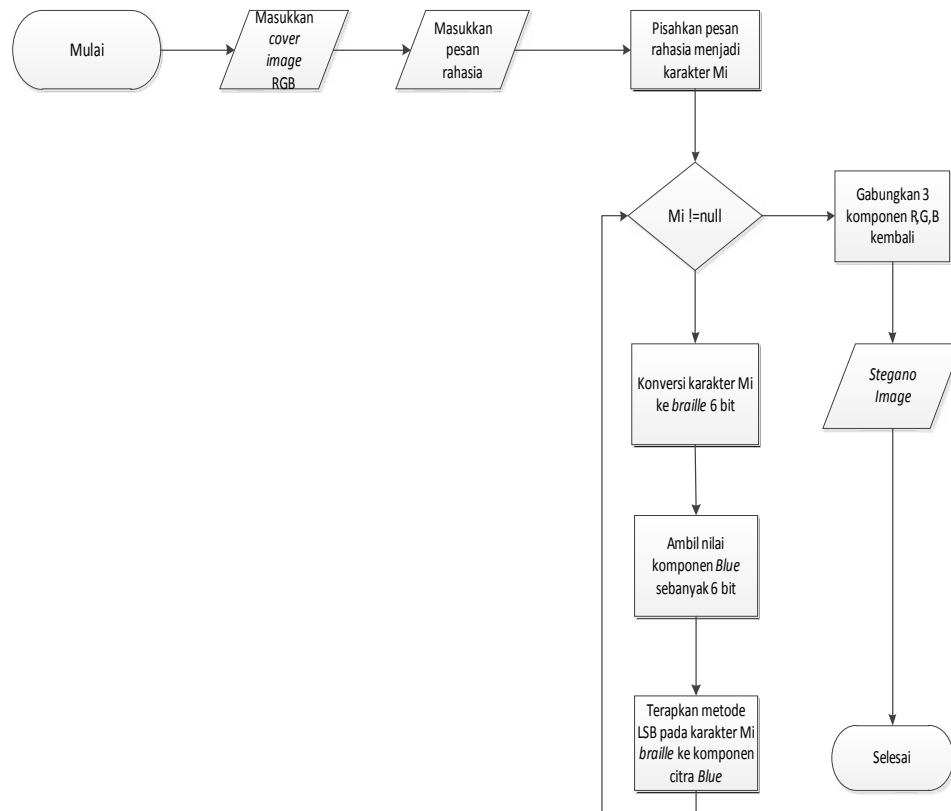 Mulai
Masukkan
cover
image
RGB
Masukkan
pesan
rahasia
Pisahkan pesan
rahasia menjadi
karakter Mi
Mi !=null
Gabungkan 3
komponen R,G,B
kembali
Konversi karakter Mi
ke braille 6 bit
Stegano
Image
Ambil nilai
komponen Blue
sebanyak 6 bit
Terapkan metode
LSB pada karakter Mi
braille ke komponen
citra Blue
Selesai